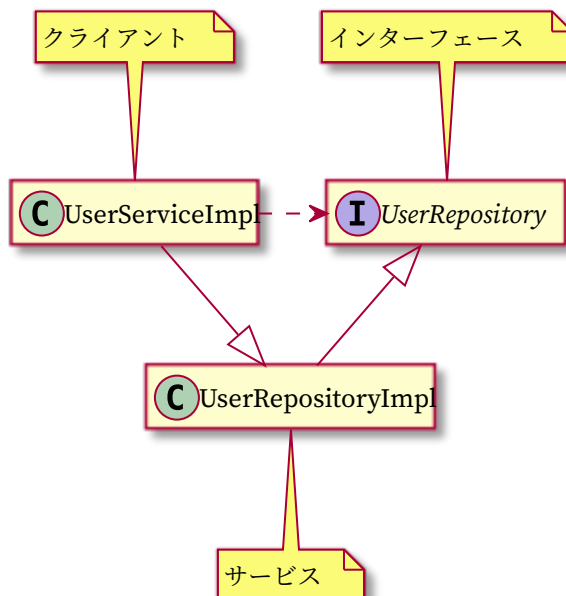 クライアント
インターフェース
C UserServiceImpl
I UserRepository
C UserRepositoryImpl
サービス